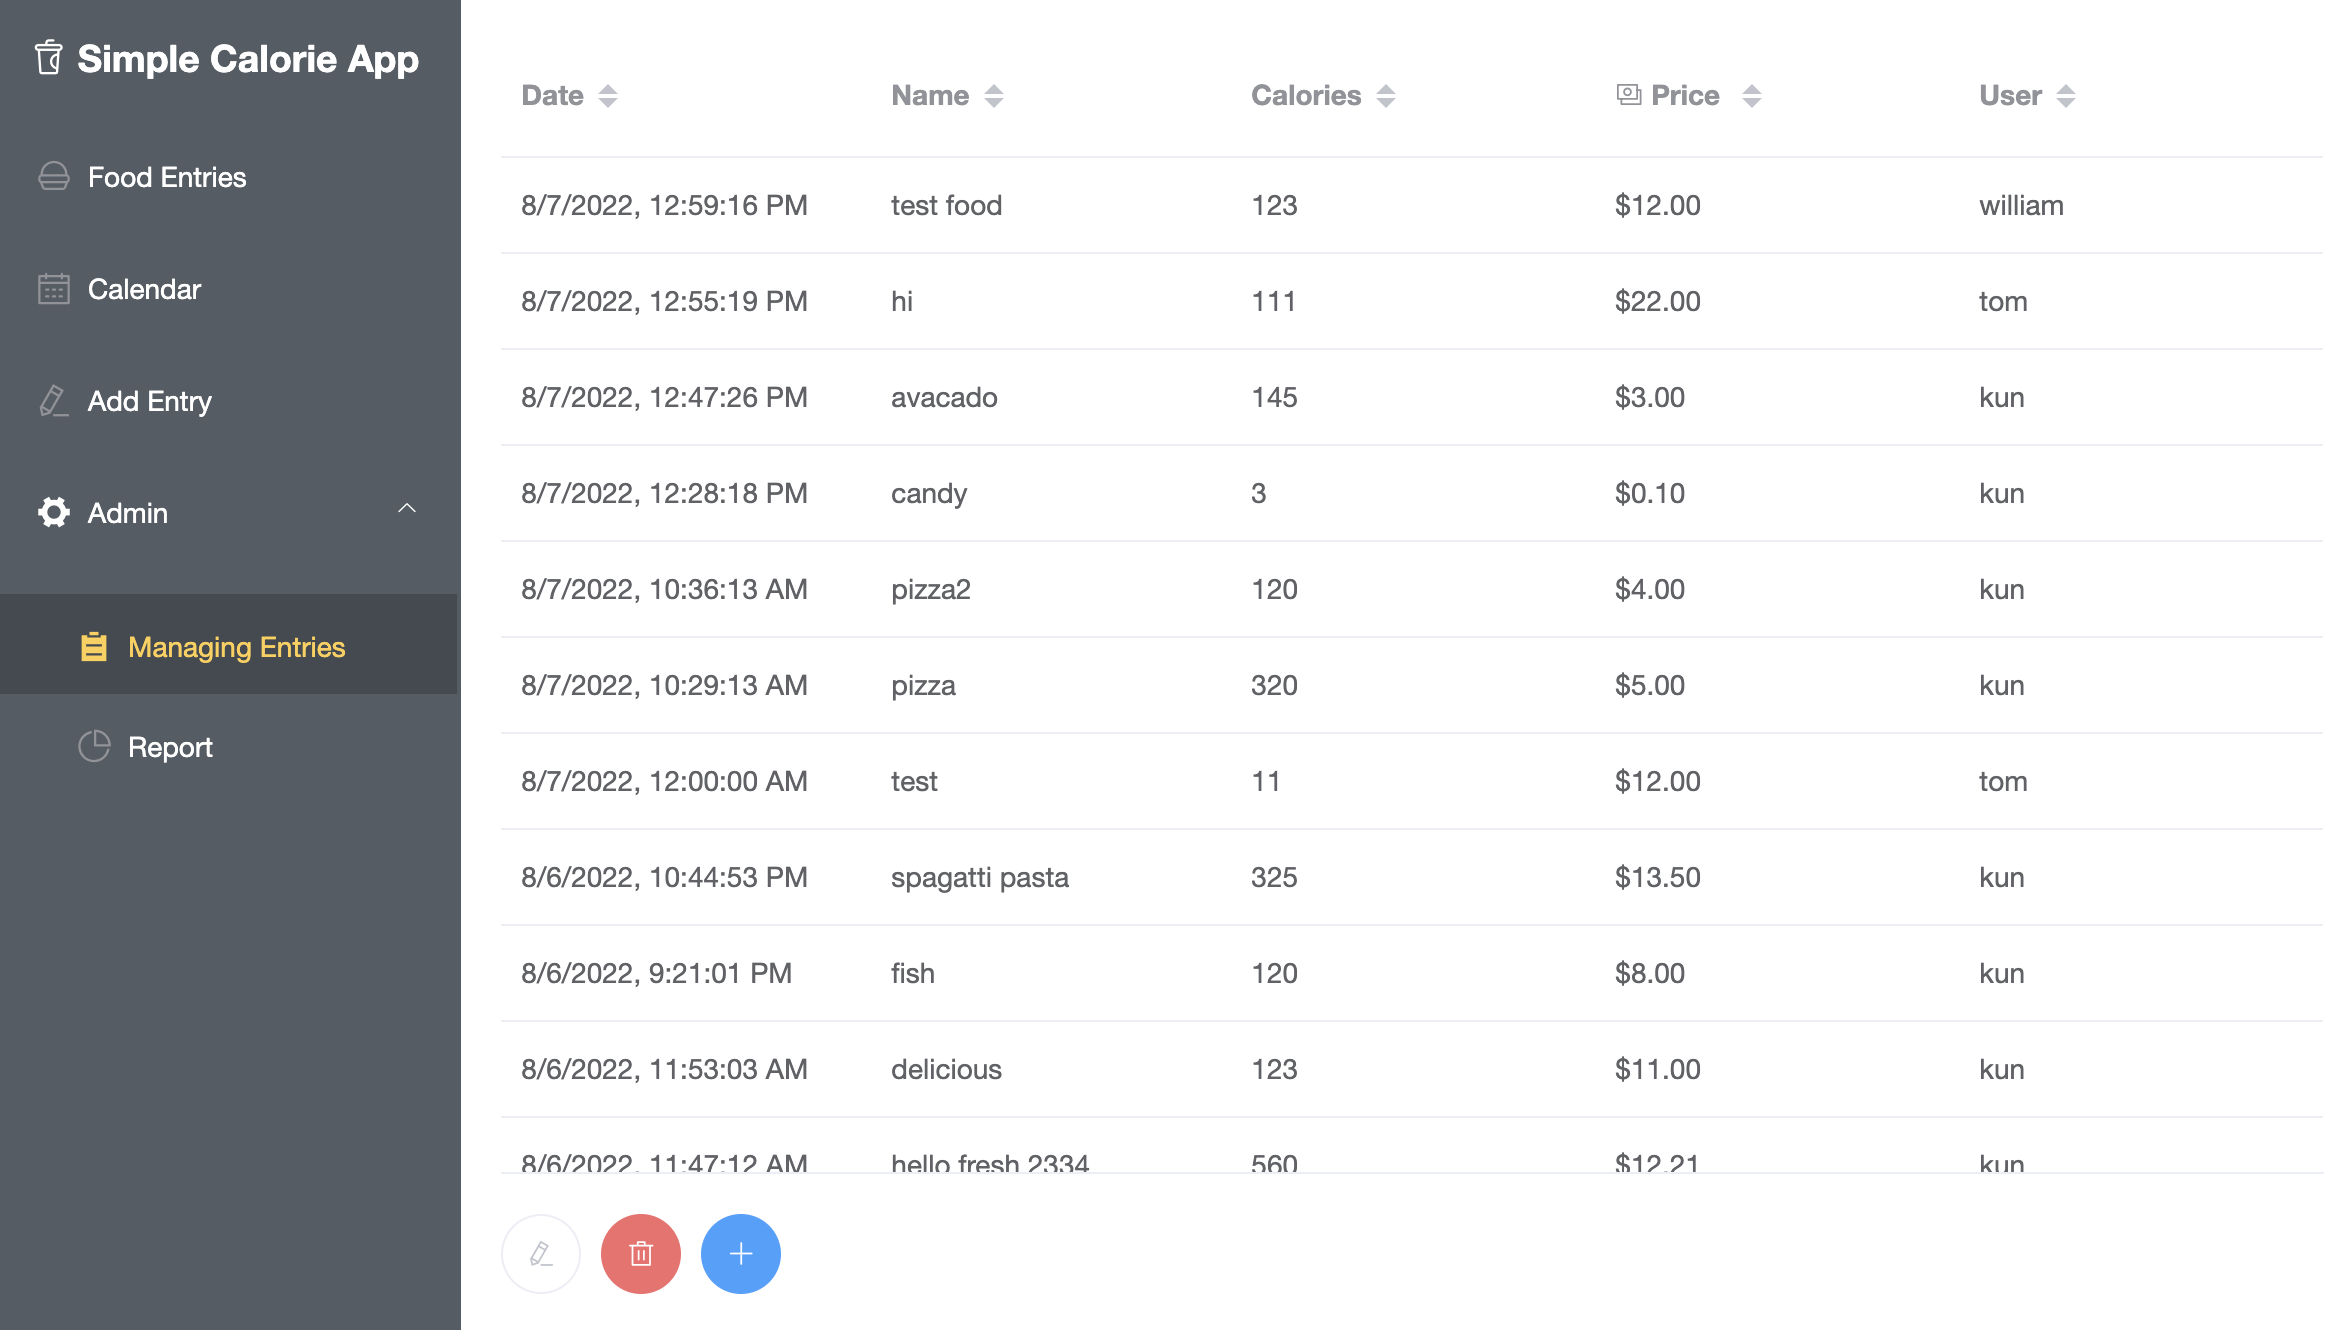 Simple Calorie App
Food Entries
Calendar
Add Entry
Admin
Managing Entries
Report
Date Name Calories Price User
8/7/2022, 12:59:16 PM test food 123 $12.00 william
8/7/2022, 12:55:19 PM hi 111 $22.00 tom
8/7/2022, 12:47:26 PM avacado 145 $3.00 kun
8/7/2022, 12:28:18 PM candy 3 $0.10 kun
8/7/2022, 10:36:13 AM pizza2 120 $4.00 kun
8/7/2022, 10:29:13 AM pizza 320 $5.00 kun
8/7/2022, 12:00:00 AM test 11 $12.00 tom
8/6/2022, 10:44:53 PM spagatti pasta 325 $13.50 kun
8/6/2022, 9:21:01 PM fish 120 $8.00 kun
8/6/2022, 11:53:03 AM delicious 123 $11.00 kun
8/6/2022, 11:47:12 AM hello fresh 2334 560 $12.21 kun